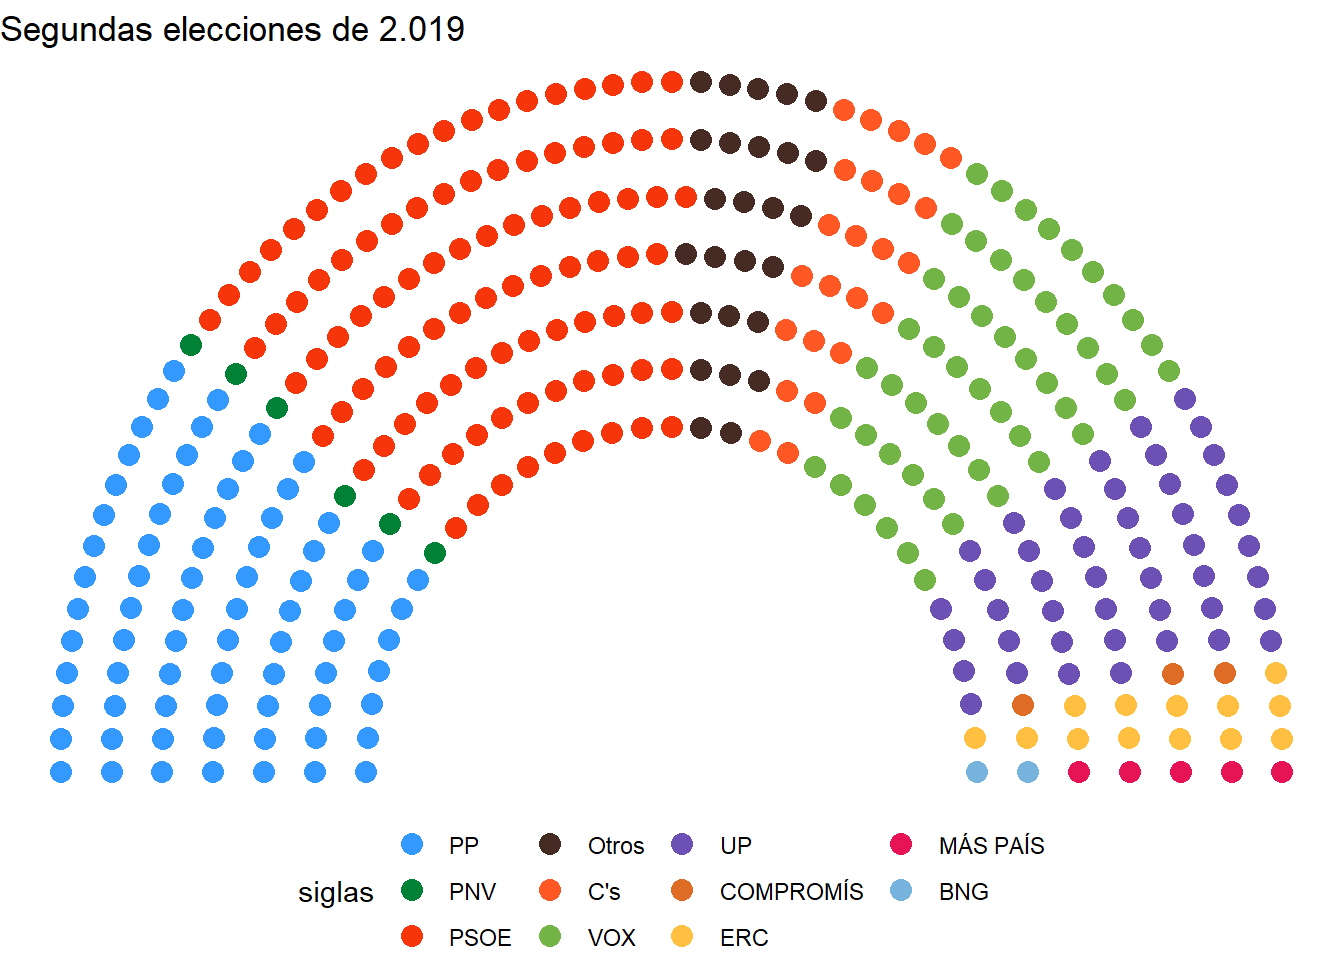 Segundas elecciones de 2.019
siglas
PP
PNV
PSOE
Otros
C's
VOX
UP
COMPROMÍS
ERC
MÁS PAÍS
BNG